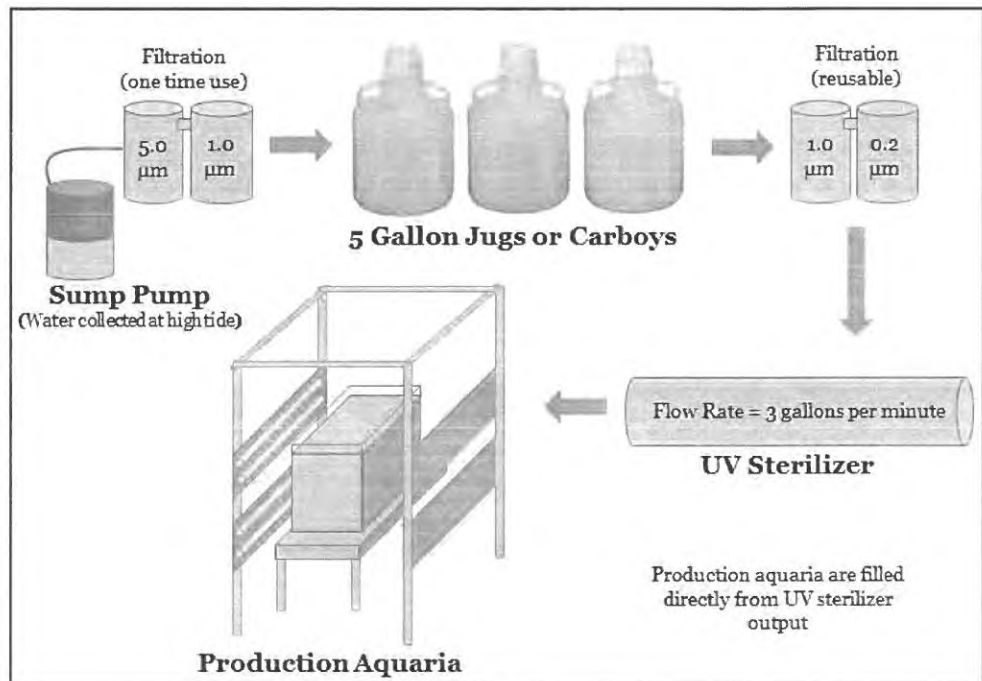 Filtration
(one time use)
5.0
μm
1.0
μm
Sump Pump
(Water collected at high tide)
5 Gallon Jugs or Carboys
Filtration
(reusable)
1.0
μm
0.2
μm
Flow Rate = 3 gallons per minute
UV Sterilizer
Production aquaria are filled
directly from UV sterilizer
output
Production Aquaria